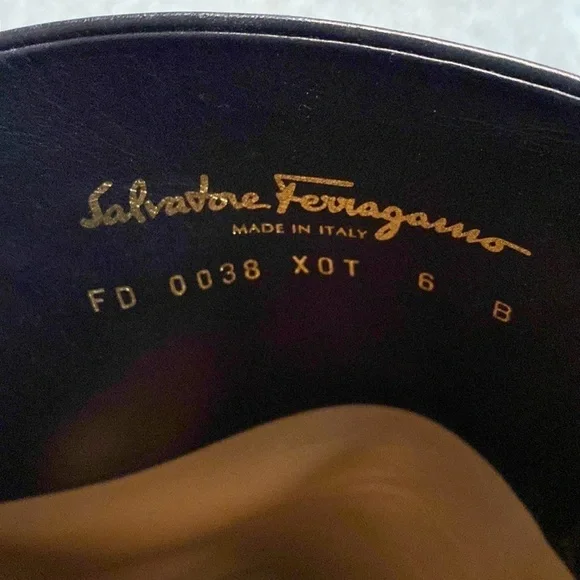 Salvatore Ferragamo
MADE IN ITALY
FD 0038 XOT 6 B